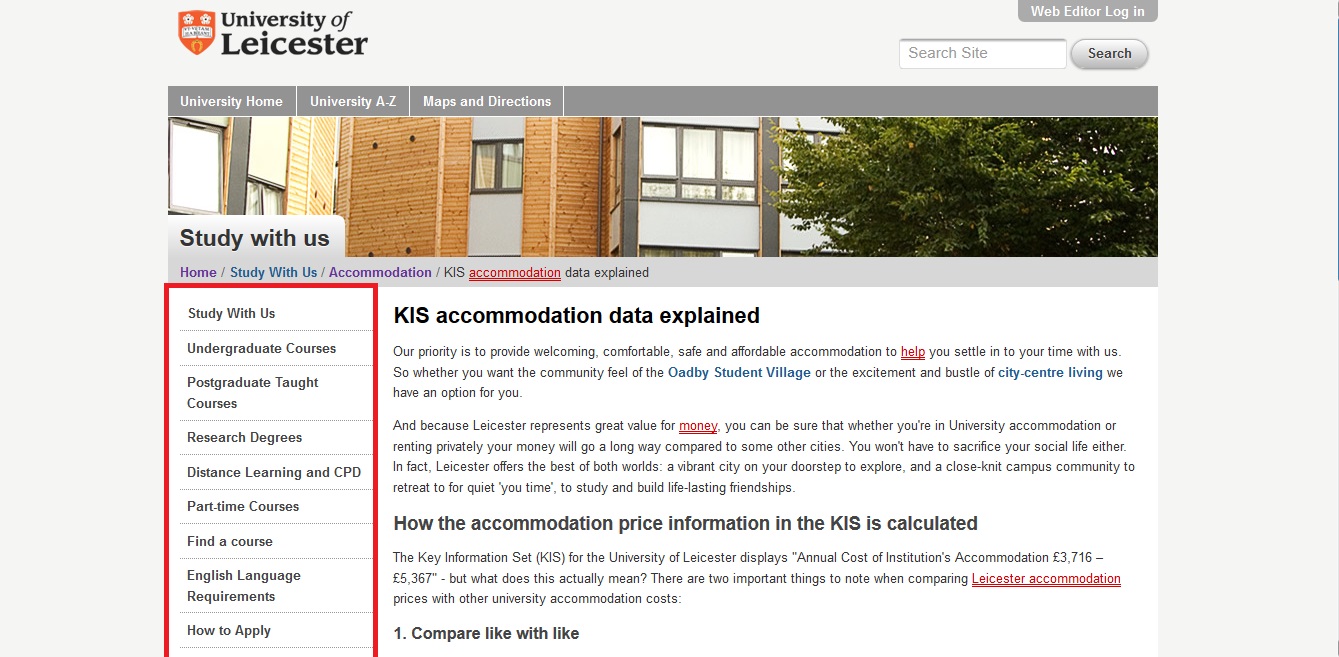 University of
Leicester
Web Editor Log in
Search Site
Search
University Home
University A-Z
Maps and Directions
Study with us
Home / Study With Us / Accommodation / KIS accommodation data explained
Study With Us
Undergraduate Courses
Postgraduate Taught
Courses
Research Degrees
Distance Learning and CPD
Part-time Courses
Find a course
English Language
Requirements
How to Apply
KIS accommodation data explained
Our priority is to provide welcoming, comfortable, safe and affordable accommodation to help you settle in to your time with us.
So whether you want the community feel of the Oadby Student Village or the excitement and bustle of city-centre living we
have an option for you.
And because Leicester represents great value for money, you can be sure that whether you're in University accommodation or
renting privately your money will go a long way compared to some other cities. You won't have to sacrifice your social life either.
In fact, Leicester offers the best of both worlds: a vibrant city on your doorstep to explore, and a close-knit campus community to
retreat to for quiet 'you time', to study and build life-lasting friendships.
How the accommodation price information in the KIS is calculated
The Key Information Set (KIS) for the University of Leicester displays "Annual Cost of Institution's Accommodation £3,716 –
£5,367" - but what does this actually mean? There are two important things to note when comparing Leicester accommodation
prices with other university accommodation costs:
1. Compare like with like